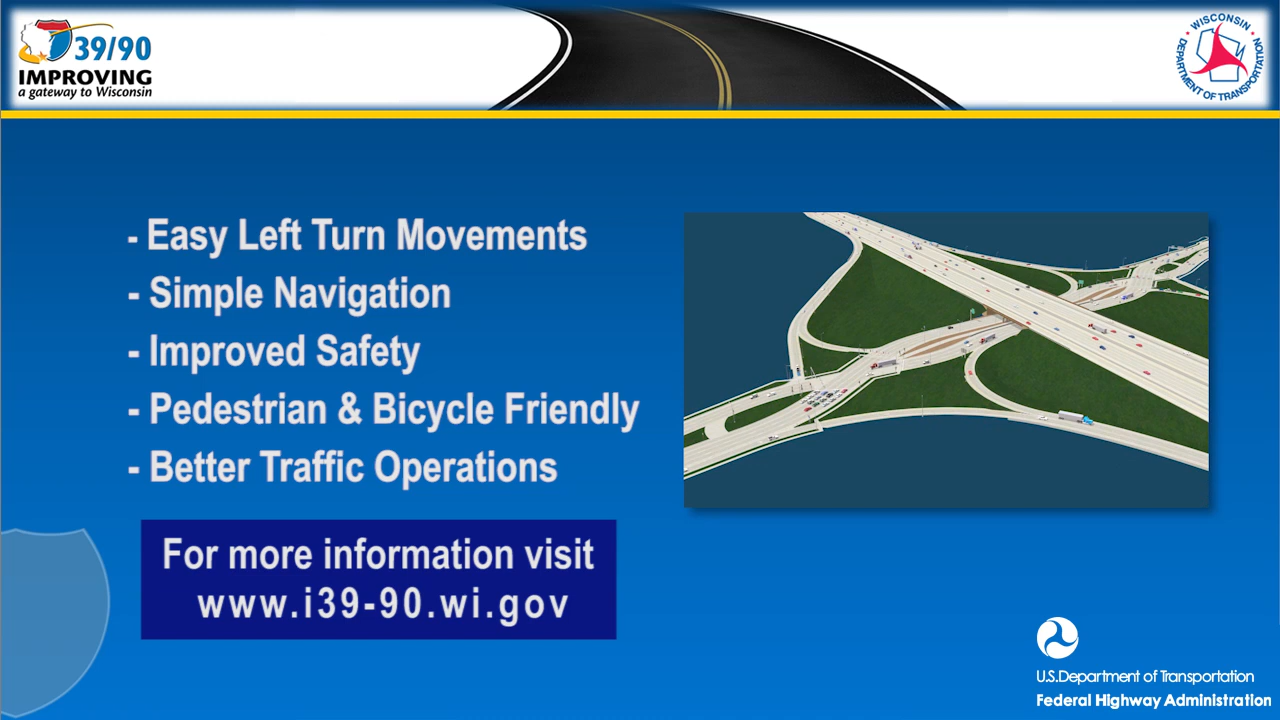 39/90
IMPROVING
a gateway to Wisconsin
WISCONSIN
DEPARTMENT OF TRANSPORTATION
- Easy Left Turn Movements
- Simple Navigation
- Improved Safety
- Pedestrian & Bicycle Friendly
- Better Traffic Operations
For more information visit
www.i39-90.wi.gov
U.S.Department of Transportation
Federal Highway Administration